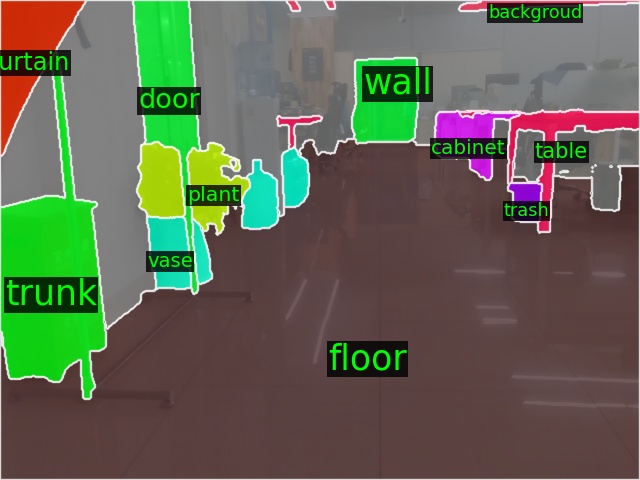 backgroud
urtain
wall
door
cabinet
table
plant
trash
vase
trunk
floor